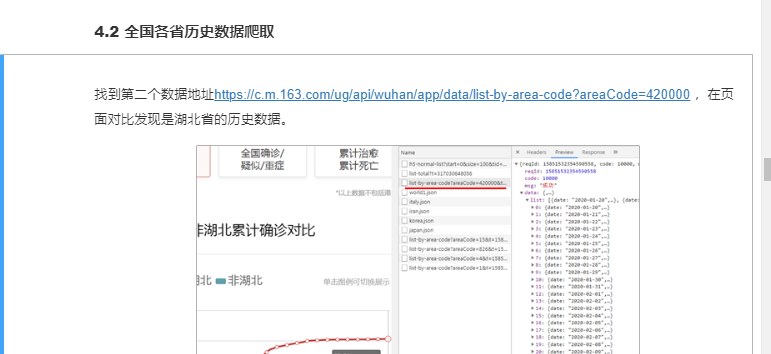 4.2 全国各省历史数据爬取
找到第二个数据地址https://c.m.163.com/ug/api/wuhan/app/data/list-by-area-code?areaCode=420000 ，在页
面对比发现是湖北省的历史数据。
全国确诊/
疑似/重症
累计治愈
累计死亡
*以上数据不包括港
非湖北累计确诊对比
胡北 非湖北
单击图例可切换展示
Name
h5-normal-list?start=0&size=100&tid=...
list-total?t=317030648056
list-by-area-code?areaCode=420000&t...
world1.json
italy.json
iran.json
korea.json
japan.json
list-by-area-code?areaCode=15&t=158...
list-by-area-code?areaCode=826&t=15...
list-by-area-code?areaCode=4&t=1585...
list-by-area-code?areaCode=1&t=1585...
× Headers Preview Response »
reqId: 15851532354590558
code: 10000
msg: "成功"
data: {,…}
0: {date: "2020-01-20",…}
1: {date: "2020-01-21",…}
2: {date: "2020-01-22",…}
3: {date: "2020-01-23",…}
4: {date: "2020-01-24",…}
5: {date: "2020-01-25",…}
6: {date: "2020-01-26",…}
7: {date: "2020-01-27",…}
8: {date: "2020-01-28",…}
9: {date: "2020-01-29",…}
10: {date: "2020-01-30",…}
11: {date: "2020-01-31",…}
12: {date: "2020-02-01",…}
13: {date: "2020-02-02",…}
14: {date: "2020-02-03",…}
15: {date: "2020-02-04",…}
16: {date: "2020-02-05",…}
17: {date: "2020-02-06",…}
18: {date: "2020-02-07",…}
19: {date: "2020-02-08",…}
20: {date: "2020-02-09",…}